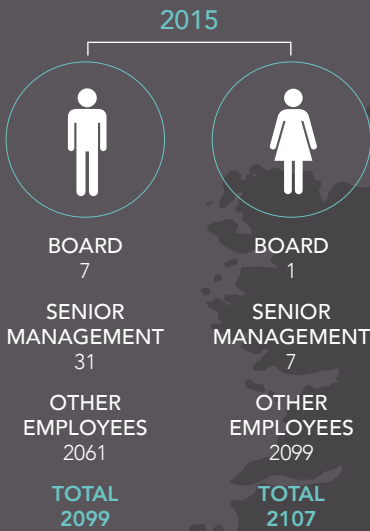 2015
BOARD
7
SENIOR
MANAGEMENT
31
OTHER
EMPLOYEES
2061
TOTAL
2099
BOARD
1
SENIOR
MANAGEMENT
7
OTHER
EMPLOYEES
2099
TOTAL
2107